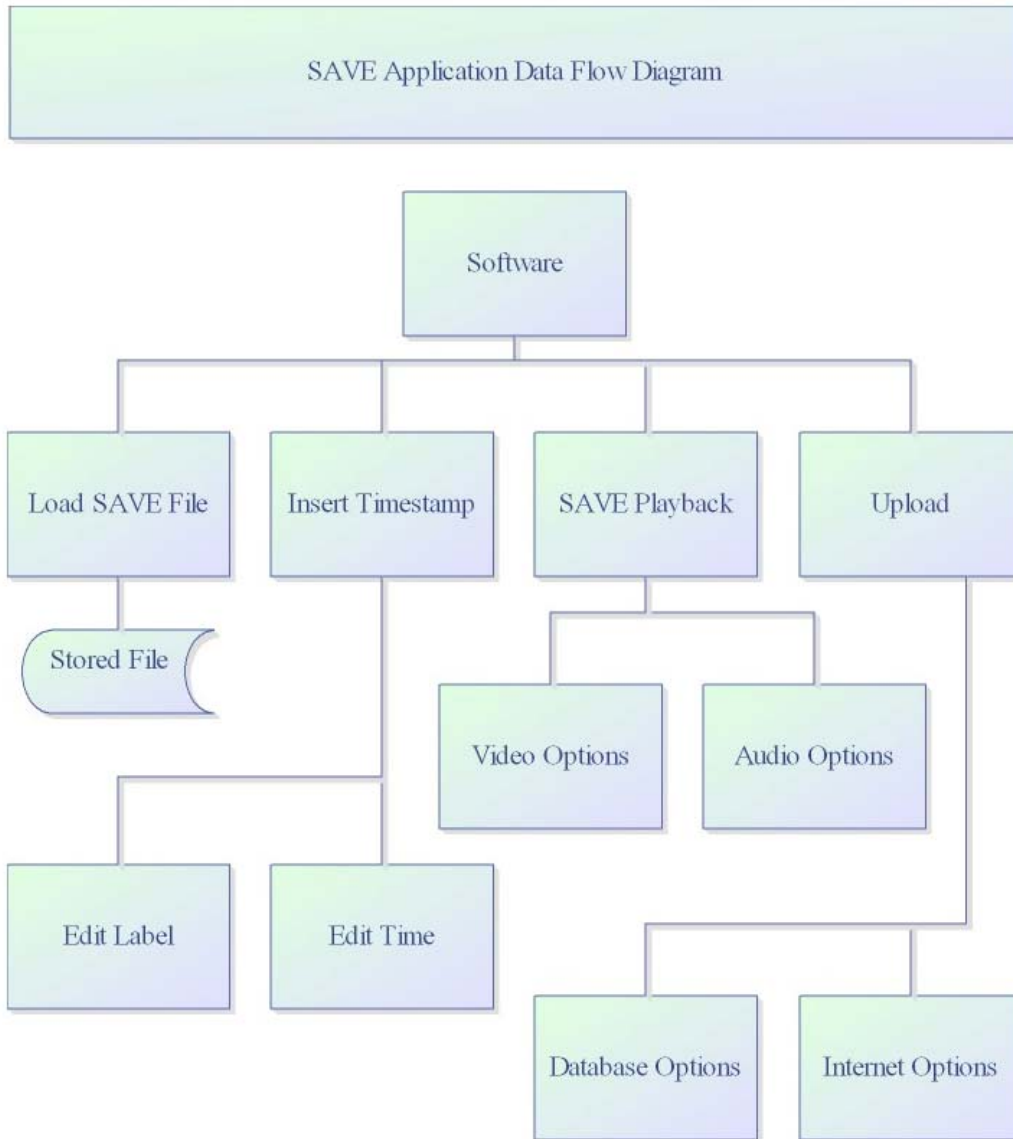 SAVE Application Data Flow Diagram
Software
Load SAVE File
Insert Timestamp
SAVE Playback
Upload
Stored File
Video Options
Audio Options
Edit Label
Edit Time
Database Options
Internet Options